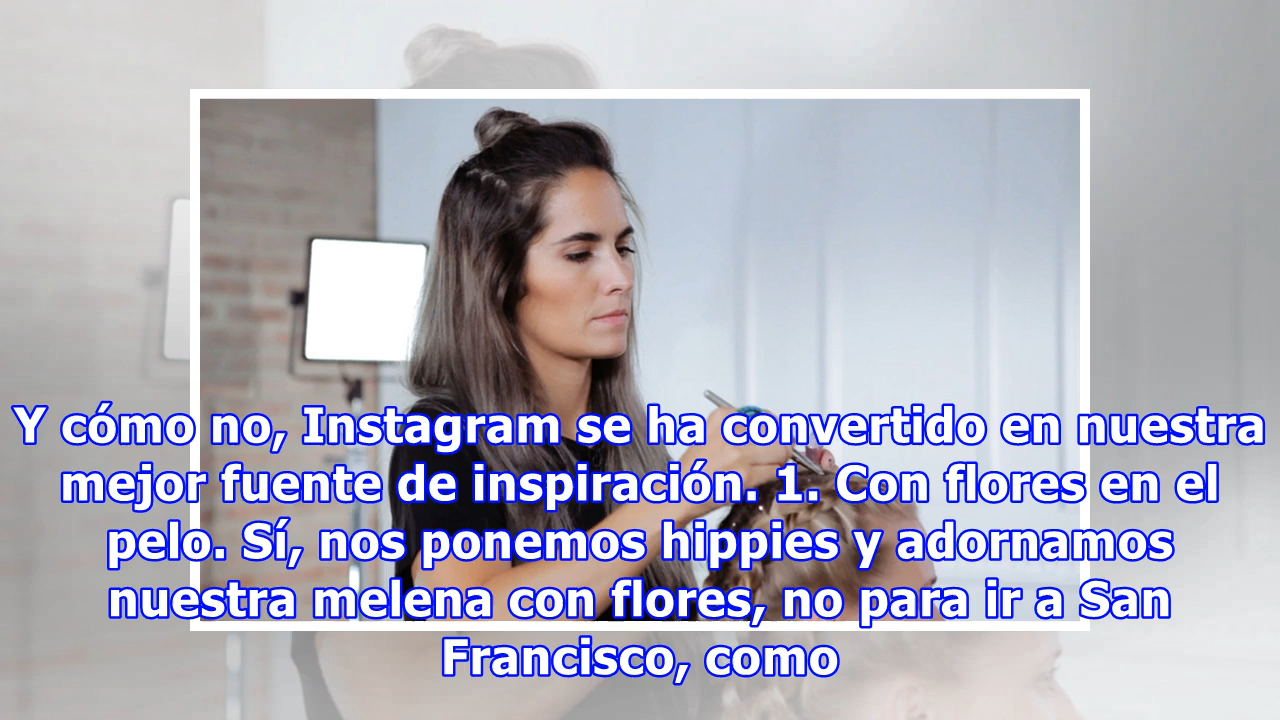 Y cómo no, Instagram se ha convertido en nuestra
mejor fuente de inspiración. 1. Con flores en el
pelo. Sí, nos ponemos hippies y adornamos
nuestra melena con flores, no para ir a San
Francisco, como